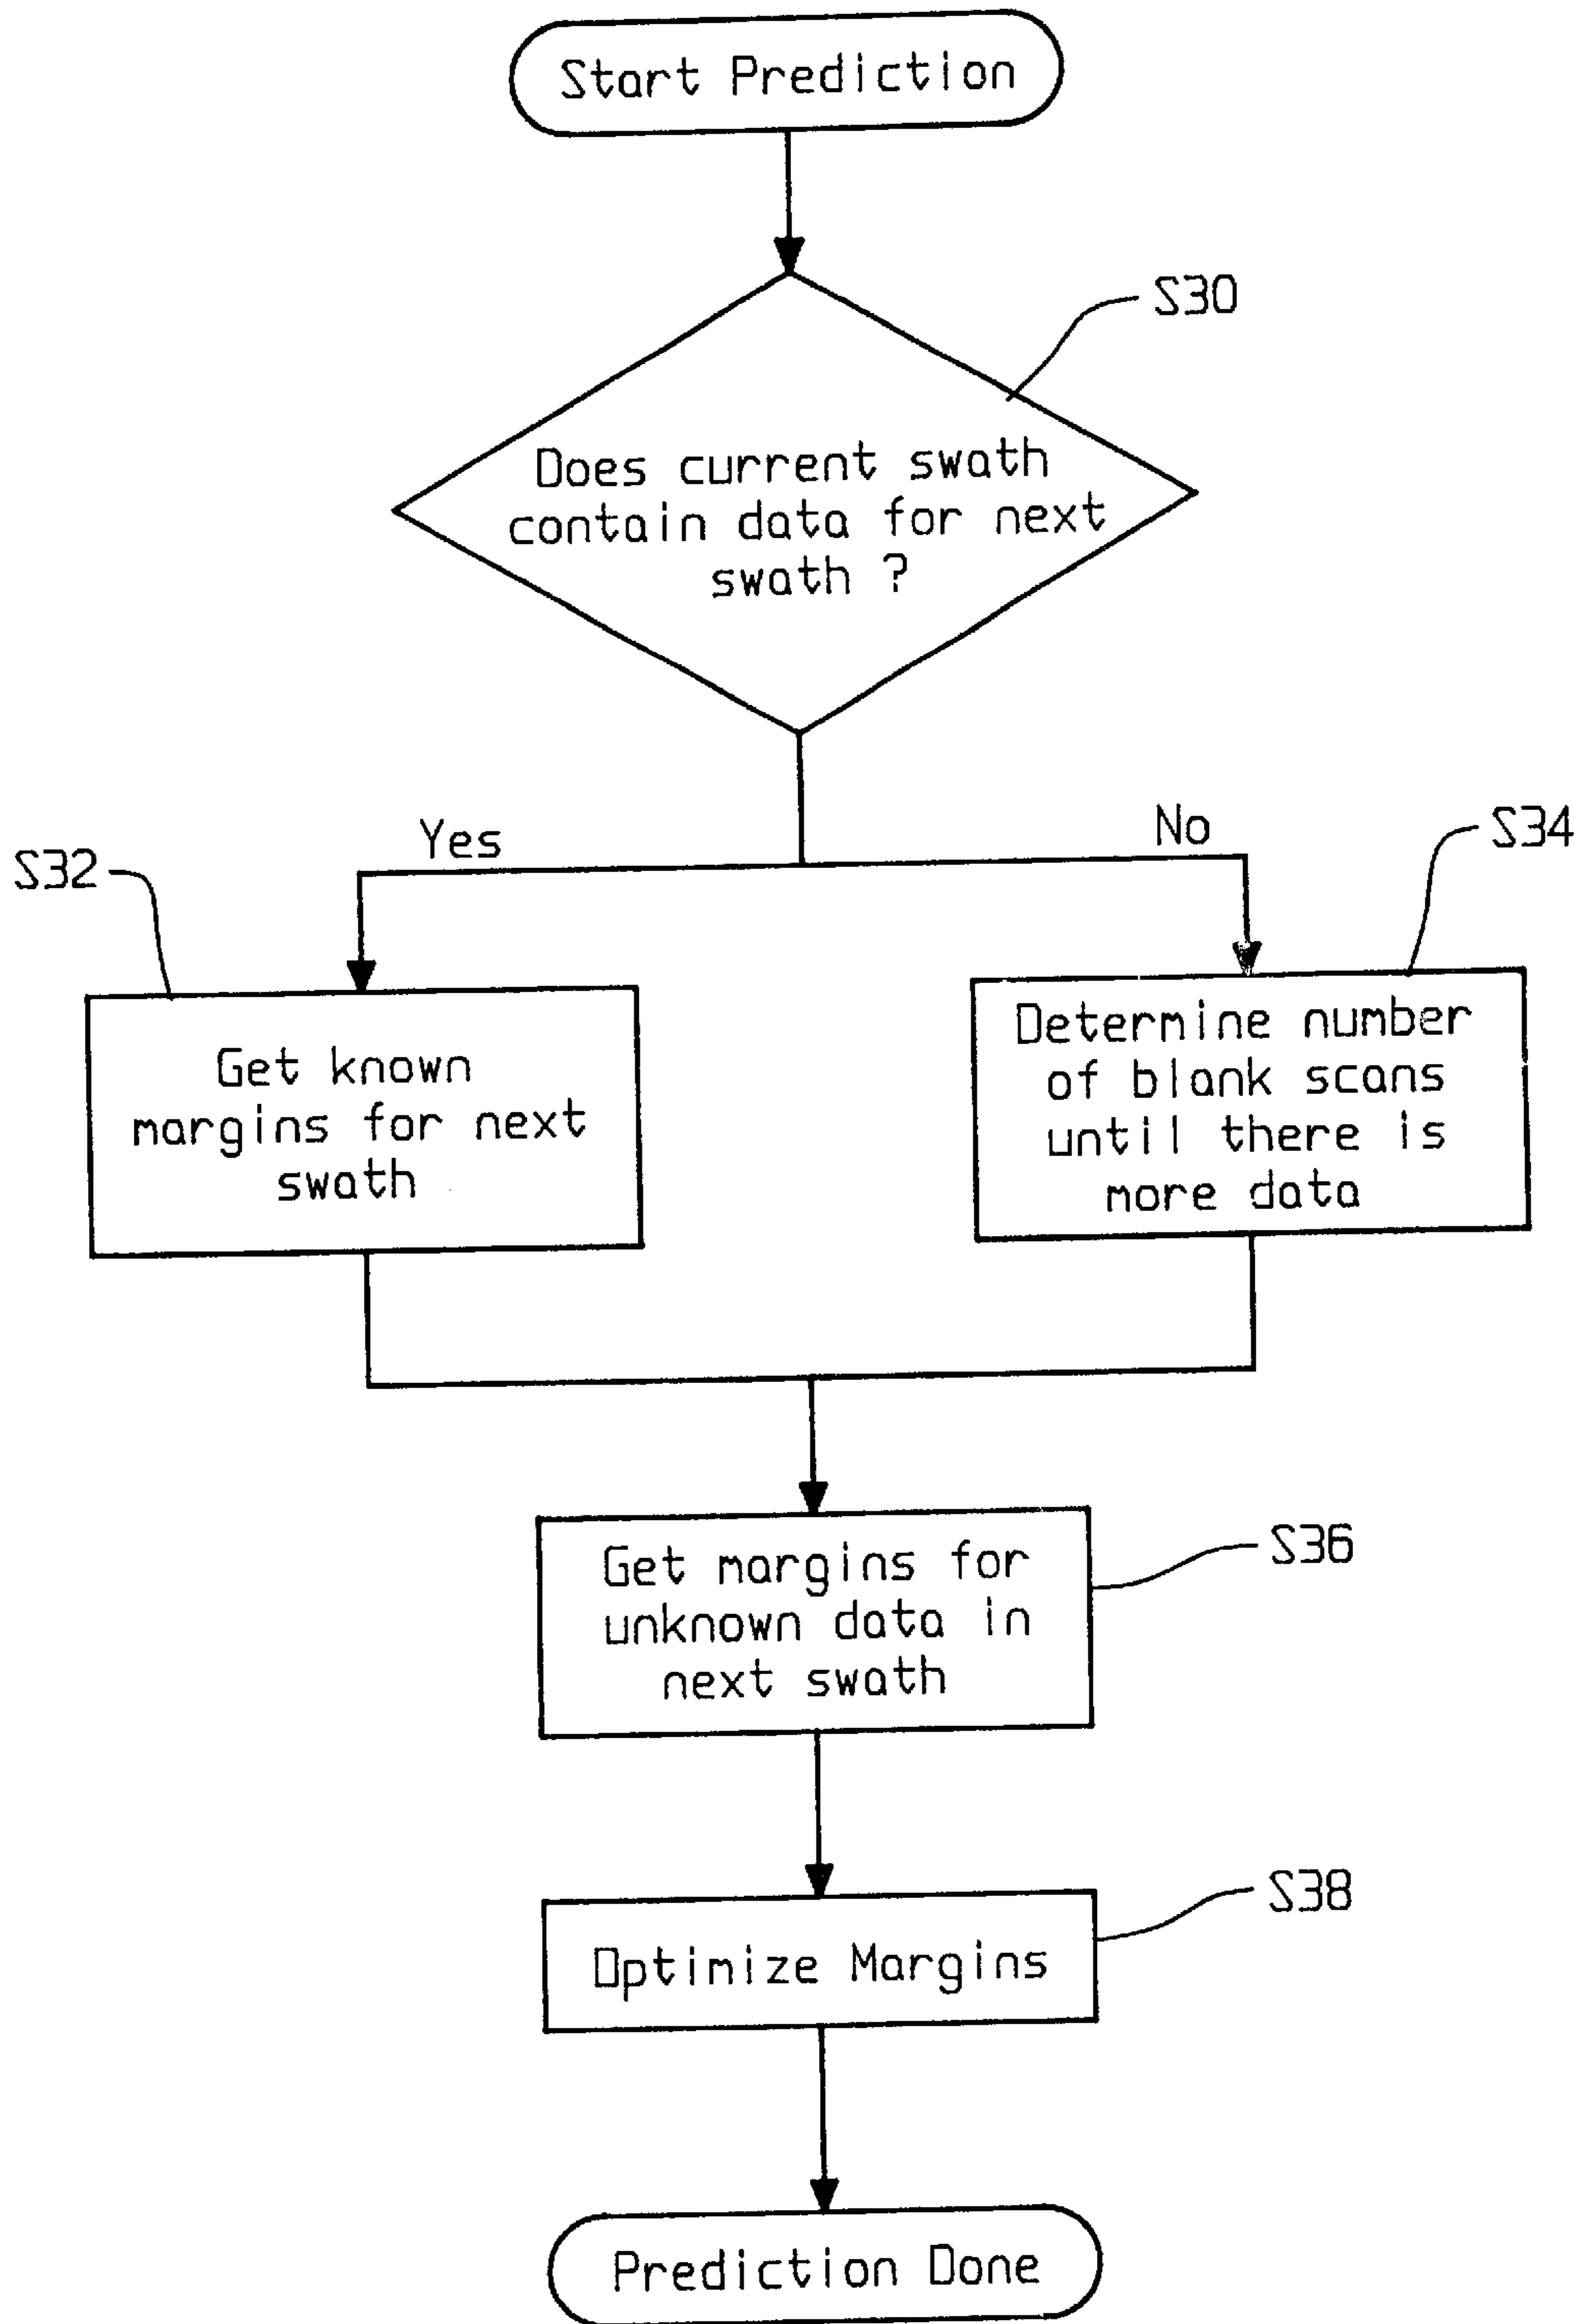 Start Prediction
S30
Does current swath
contain data for next
swath ?
Yes
No
S34
S32
Get known
margins for next
swath
Determine number
of blank scans
until there is
more data
Get margins for
unknown data in
next swath
S36
S38
Optimize Margins
Prediction Done